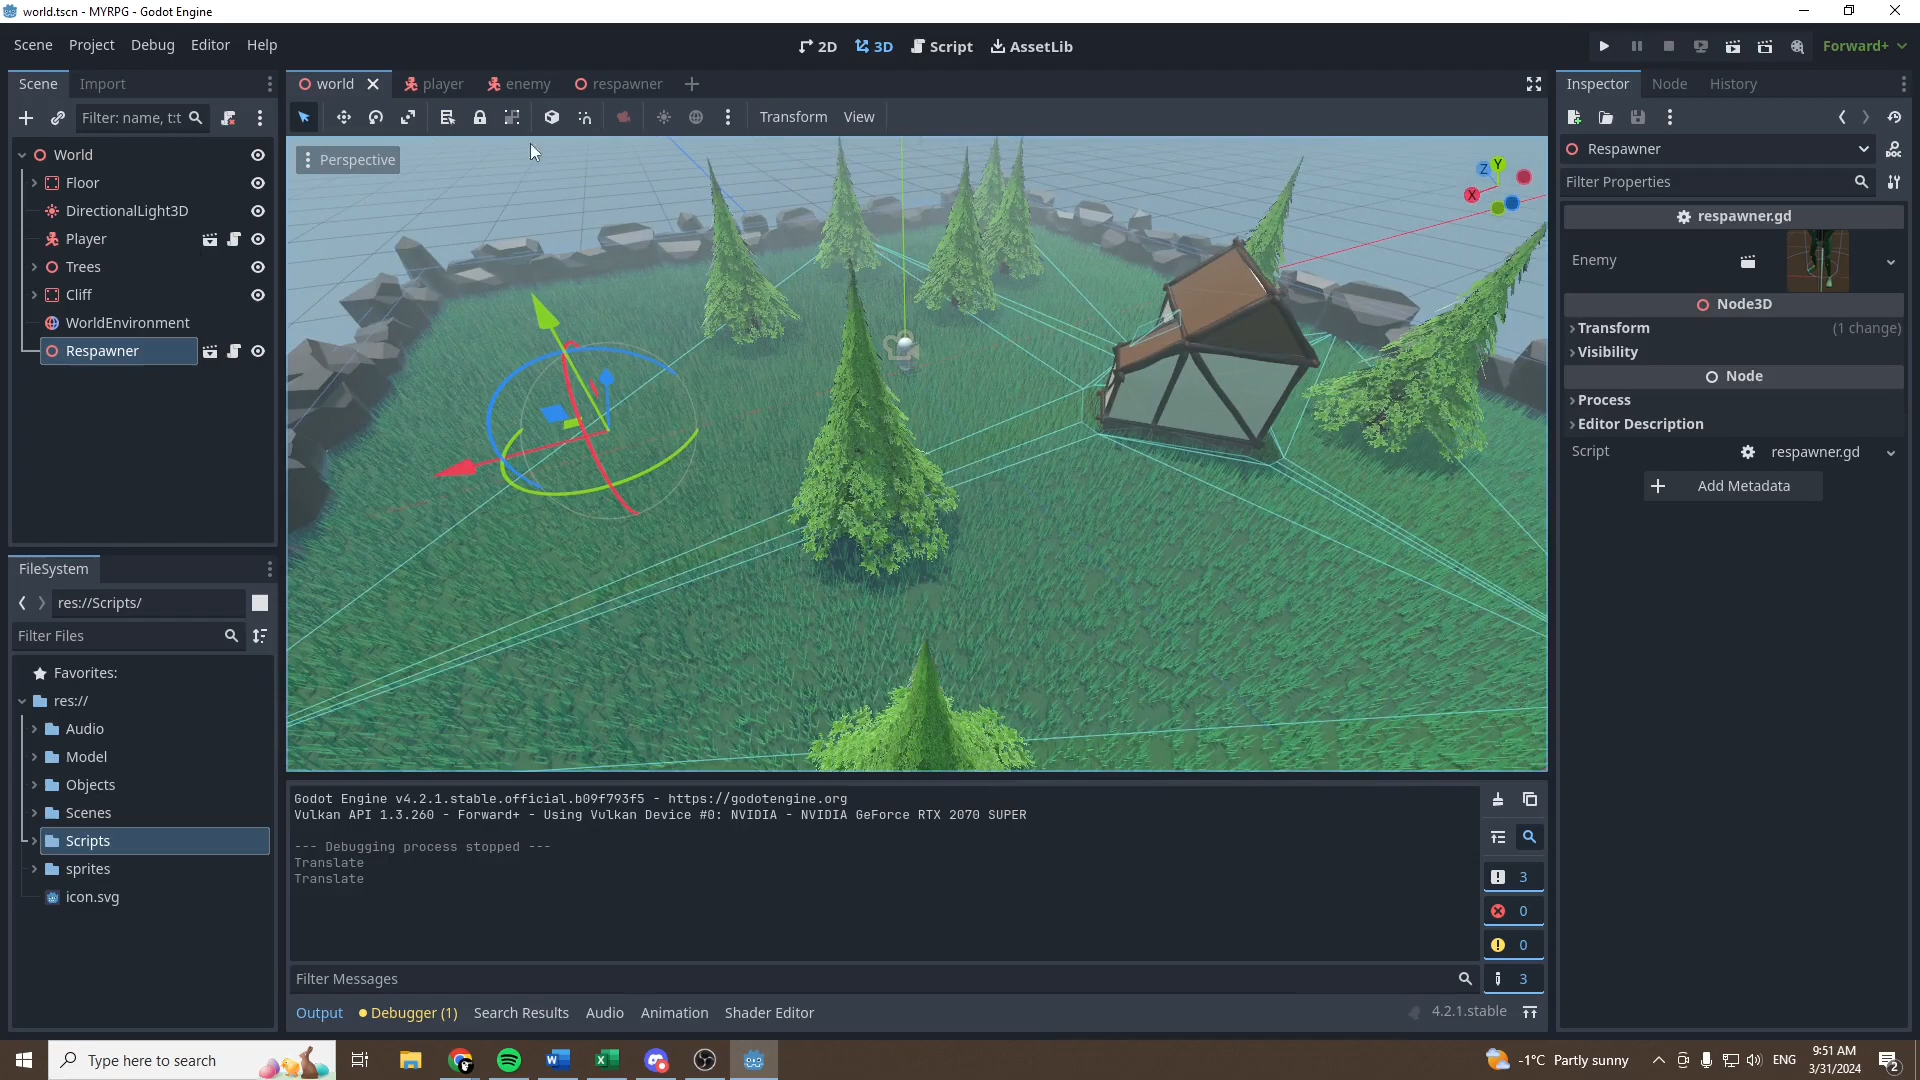 world.tscn - MYRPG - Godot Engine
Scene Project Debug Editor Help
2D 3D Script AssetLib
Forward+
Scene Import
world player enemy respawner
Inspector Node History
Filter: name, t:t
Transform View
Perspective
World
Floor
DirectionalLight3D
Player
Trees
Cliff
WorldEnvironment
Respawner
Z Y
X
Respawner
Filter Properties
respawner.gd
Enemy
Node3D
Transform (1 change)
Visibility
Node
Process
Editor Description
Script respawner.gd
Add Metadata
FileSystem
res://Scripts/
Filter Files
Favorites:
res://
Audio
Model
Objects
Scenes
Scripts
sprites
icon.svg
Godot Engine v4.2.1.stable.official.b09f793f5 - https://godotengine.org
Vulkan API 1.3.260 - Forward+ - Using Vulkan Device #0: NVIDIA - NVIDIA GeForce RTX 2070 SUPER
--- Debugging process stopped ---
Translate
Translate
3
0
0
3
Filter Messages
Output Debugger (1) Search Results Audio Animation Shader Editor
4.2.1.stable
Type here to search
-1°C Partly sunny
ENG
9:51 AM
3/31/2024
2